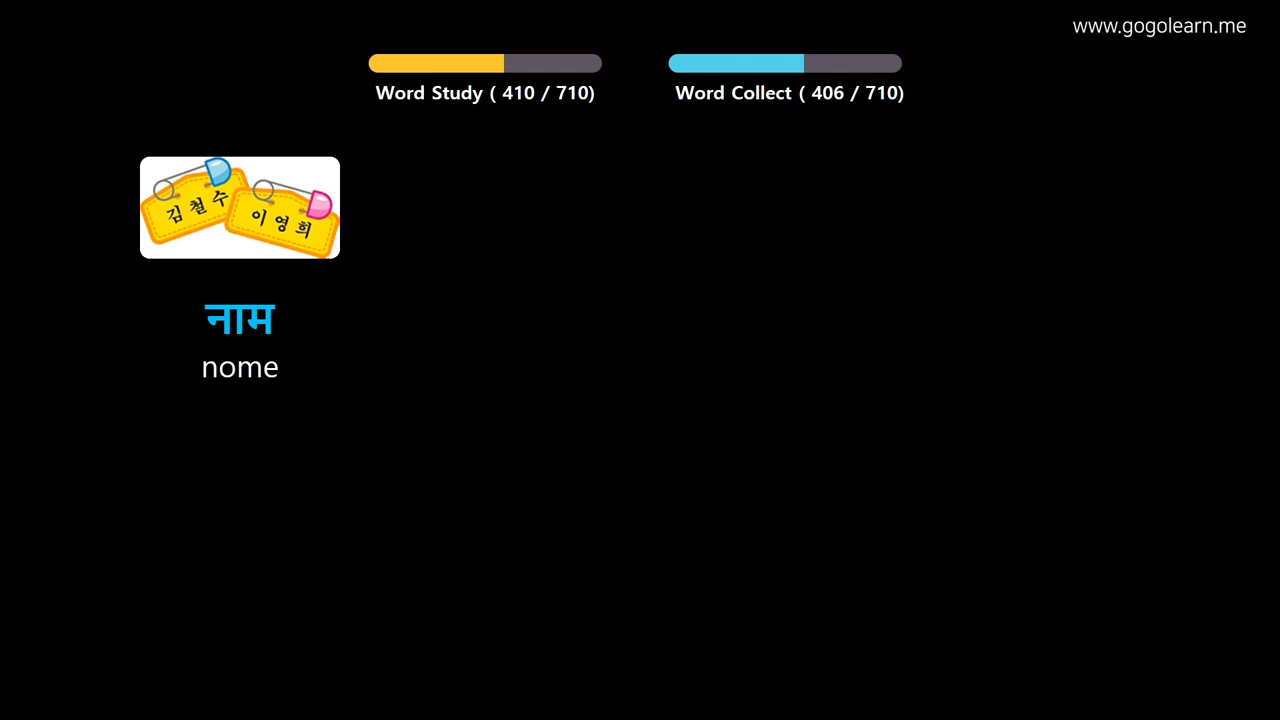 www.gogolearn.me
Word Study ( 410 / 710)
Word Collect ( 406 / 710)
김철수
이영희
नाम
nome